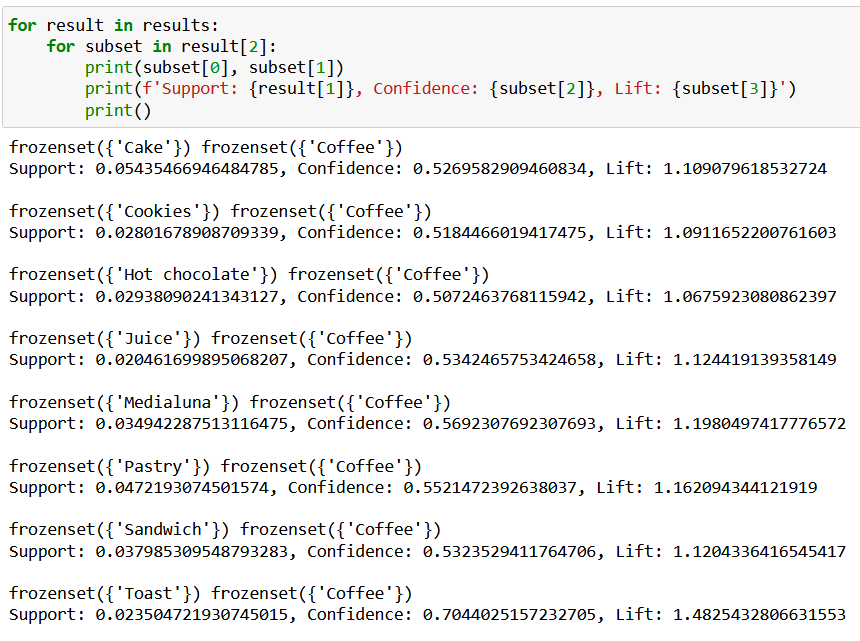 for result in results:
    for subset in result[2]:
        print(subset[0], subset[1])
        print(f'Support: {result[1]}, Confidence: {subset[2]}, Lift: {subset[3]}')
        print()
frozenset({'Cake'}) frozenset({'Coffee'})
Support: 0.05435466946484785, Confidence: 0.5269582909460834, Lift: 1.109079618532724
frozenset({'Cookies'}) frozenset({'Coffee'})
Support: 0.02801678908709339, Confidence: 0.5184466019417475, Lift: 1.0911652200761603
frozenset({'Hot chocolate'}) frozenset({'Coffee'})
Support: 0.02938090241343127, Confidence: 0.5072463768115942, Lift: 1.0675923080862397
frozenset({'Juice'}) frozenset({'Coffee'})
Support: 0.020461699895068207, Confidence: 0.5342465753424658, Lift: 1.124419139358149
frozenset({'Medialuna'}) frozenset({'Coffee'})
Support: 0.034942287513116475, Confidence: 0.5692307692307693, Lift: 1.1980497417776572
frozenset({'Pastry'}) frozenset({'Coffee'})
Support: 0.0472193074501574, Confidence: 0.5521472392638037, Lift: 1.162094344121919
frozenset({'Sandwich'}) frozenset({'Coffee'})
Support: 0.037985309548793283, Confidence: 0.5323529411764706, Lift: 1.1204336416545417
frozenset({'Toast'}) frozenset({'Coffee'})
Support: 0.023504721930745015, Confidence: 0.7044025157232705, Lift: 1.4825432806631553